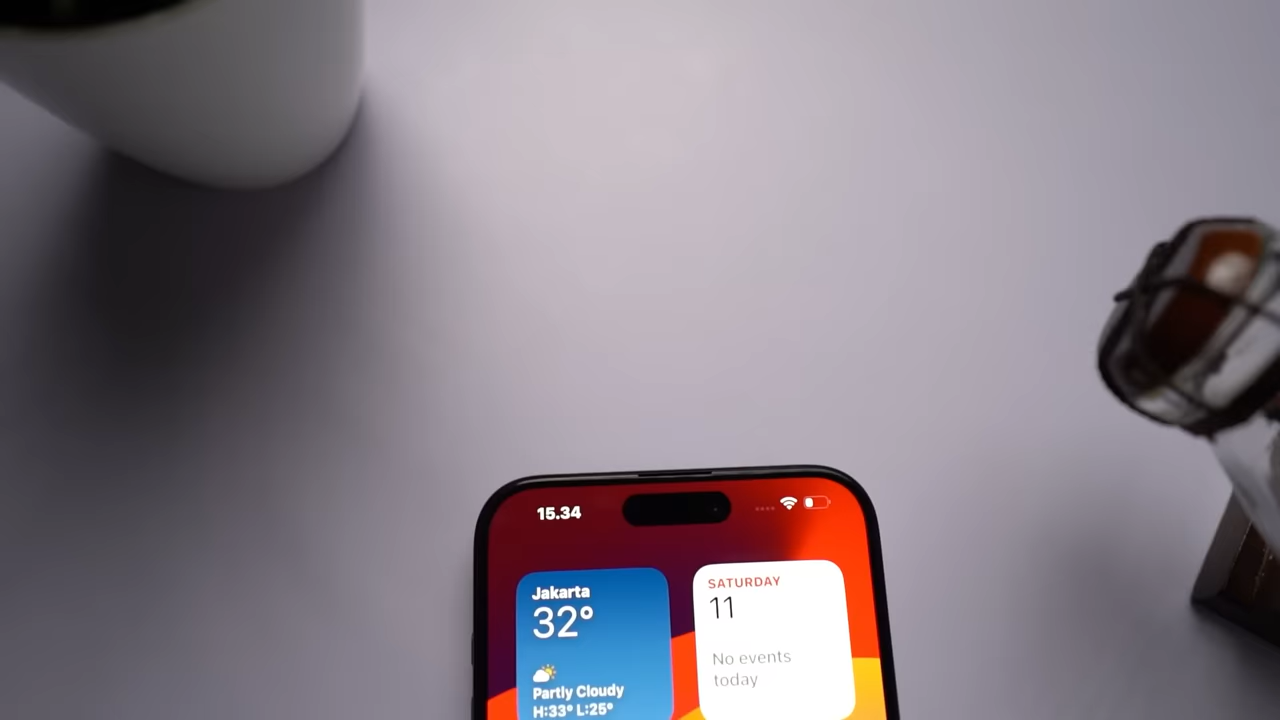 15.34
Jakarta
32°
Partly Cloudy
H:33° L:25°
SATURDAY
11
No events
today